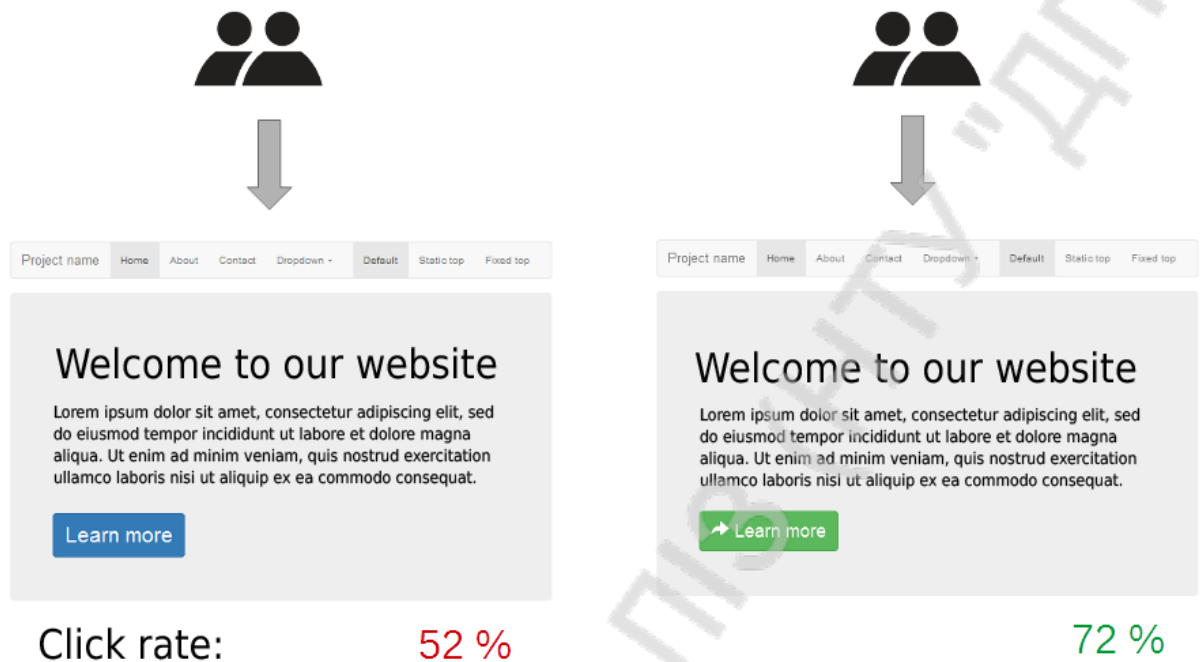 Project name Home About Contact Dropdown Default Static top Fixed top
Welcome to our website
Lorem ipsum dolor sit amet, consectetur adipiscing elit, sed
do eiusmod tempor incididunt ut labore et dolore magna
aliqua. Ut enim ad minim veniam, quis nostrud exercitation
ullamco laboris nisi ut aliquip ex ea commodo consequat.
Learn more
Click rate: 52 %
Project name Home About Contact Dropdown Default Static top Fixed top
Welcome to our website
Lorem ipsum dolor sit amet, consectetur adipiscing elit, sed
do eiusmod tempor incididunt ut labore et dolore magna
aliqua. Ut enim ad minim veniam, quis nostrud exercitation
ullamco laboris nisi ut aliquip ex ea commodo consequat.
Learn more
72 %